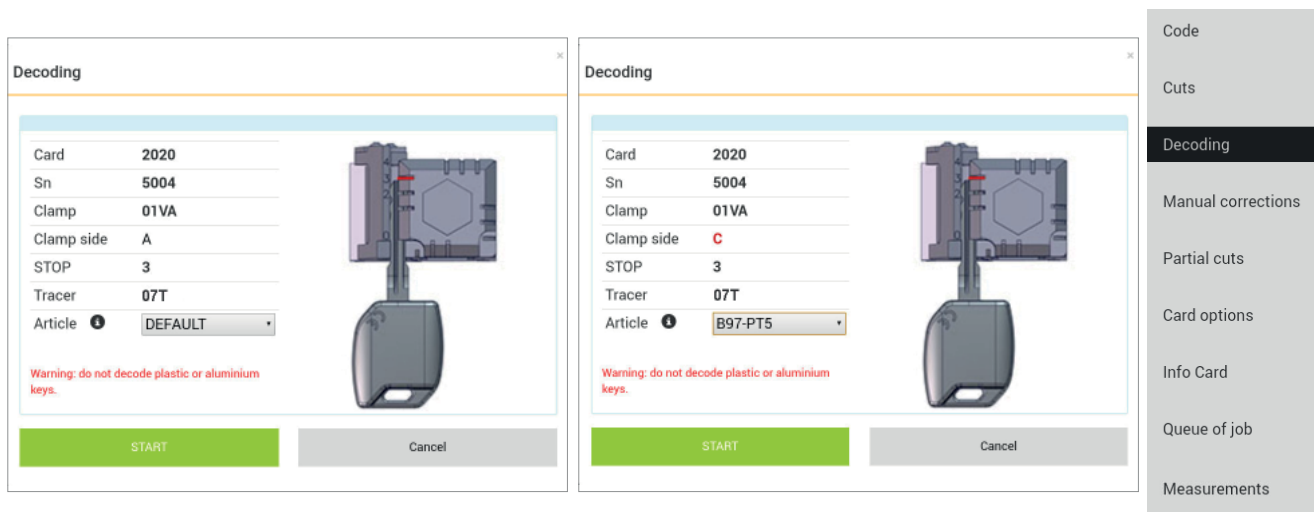 ×
Decoding
Card 2020
Sn 5004
Clamp 01VA
Clamp side A
STOP 3
Tracer 07T
Article DEFAULT
Warning: do not decode plastic or aluminium
keys.
START Cancel
×
Decoding
Card 2020
Sn 5004
Clamp 01VA
Clamp side C
STOP 3
Tracer 07T
Article B97-PT5
Warning: do not decode plastic or aluminium
keys.
START Cancel
Code
Cuts
Decoding
Manual corrections
Partial cuts
Card options
Info Card
Queue of job
Measurements